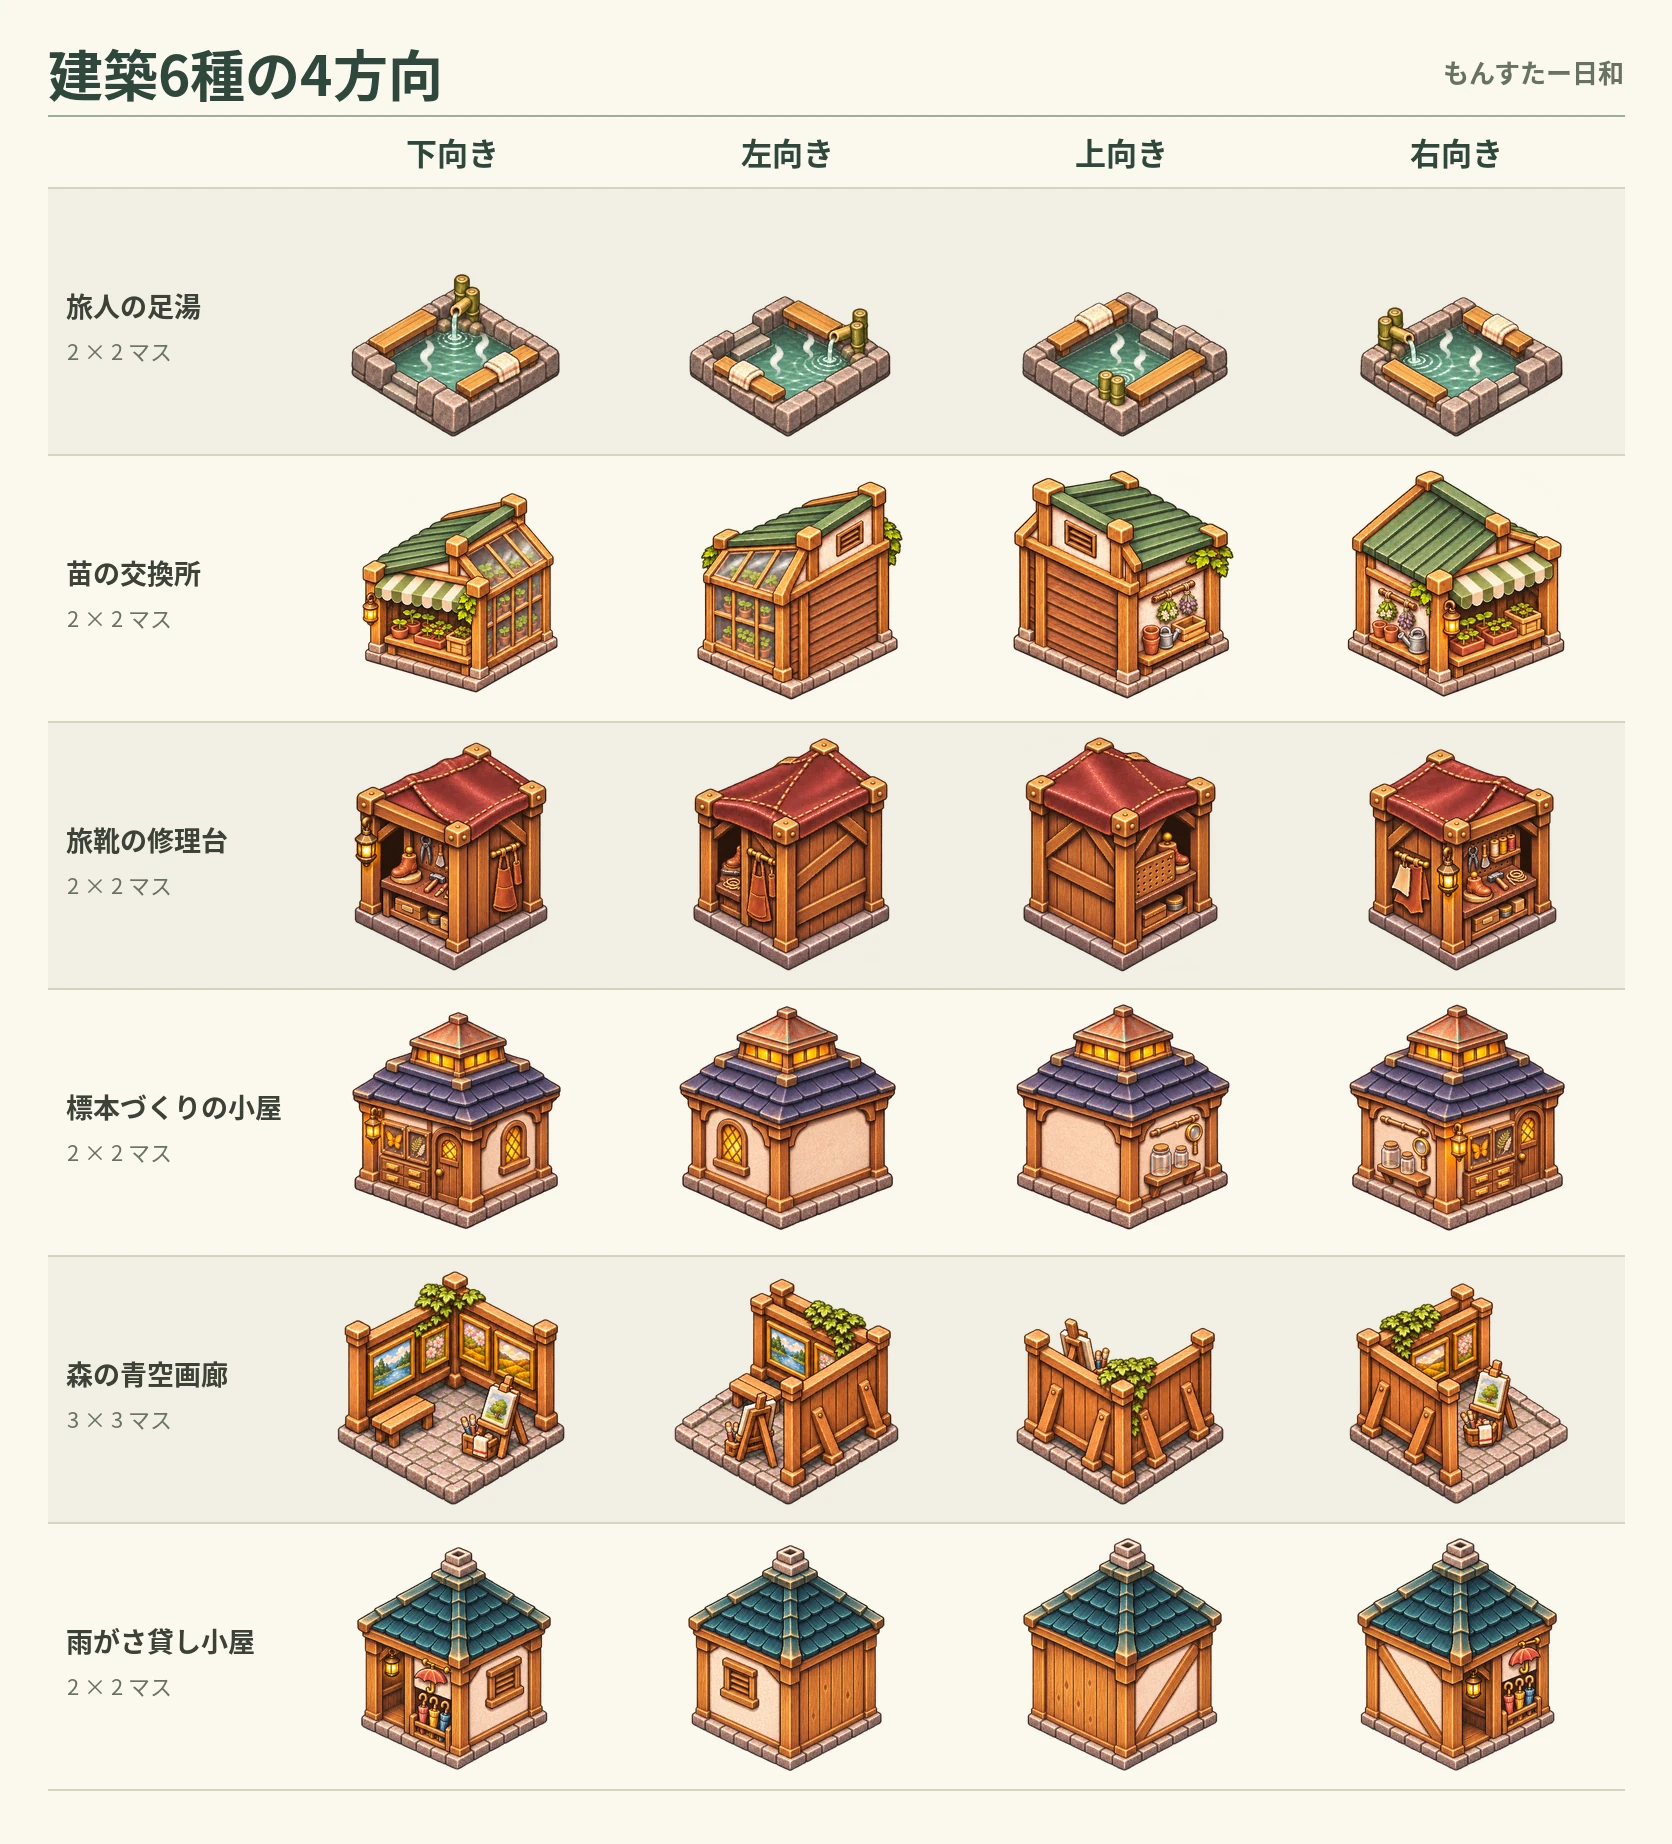 建築6種の4方向
もんすたー日和
下向き 左向き 上向き 右向き
旅人の足湯
2 × 2 マス
苗の交換所
2 × 2 マス
旅靴の修理台
2 × 2 マス
標本づくりの小屋
2 × 2 マス
森の青空画廊
3 × 3 マス
雨がさ貸し小屋
2 × 2 マス